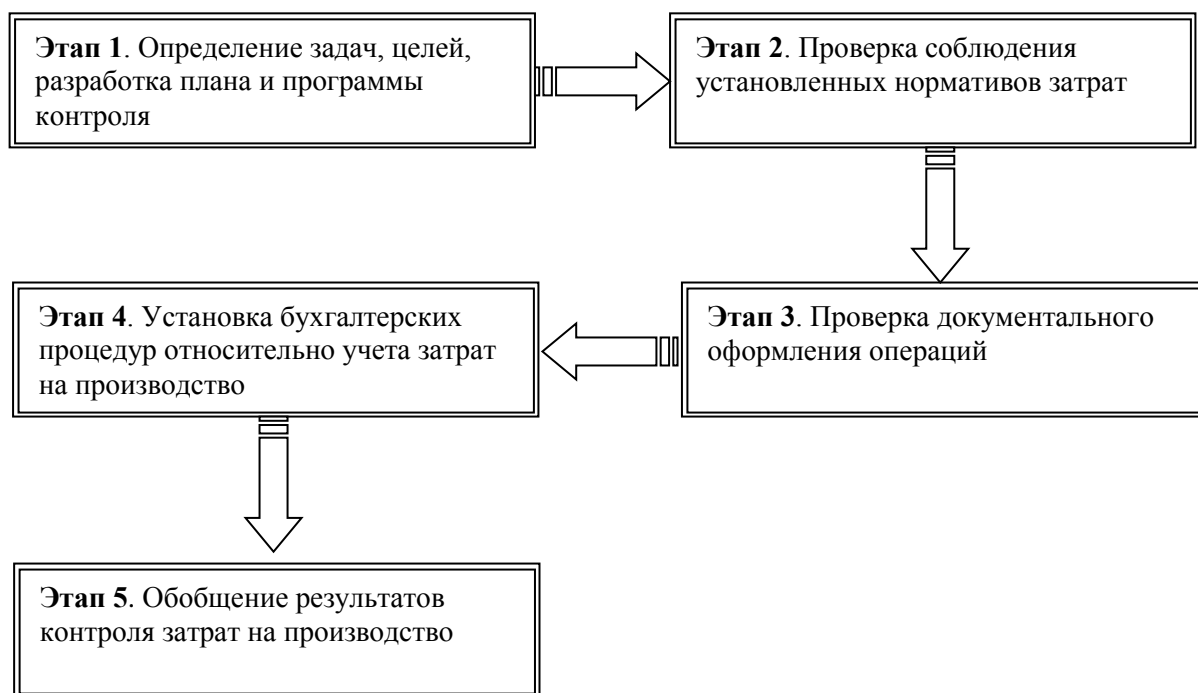 Этап 1. Определение задач, целей,
разработка плана и программы
контроля
Этап 2. Проверка соблюдения
установленных нормативов затрат
Этап 3. Проверка документального
оформления операций
Этап 4. Установка бухгалтерских
процедур относительно учета затрат
на производство
Этап 5. Обобщение результатов
контроля затрат на производство